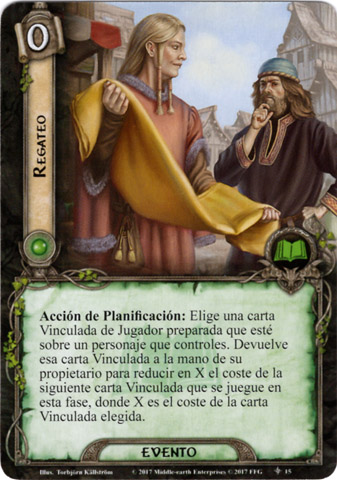 0
REGATEO
Acción de Planificación: Elige una carta
Vinculada de Jugador preparada que esté
sobre un personaje que controles. Devuelve
esa carta Vinculada a la mano de su
propietario para reducir en X el coste de la
siguiente carta Vinculada que se juegue en
esta fase, donde X es el coste de la carta
Vinculada elegida.
EVENTO
Illus. Torbjörn Källström
© 2017 Middle-earth Enterprises © 2017 FFG
15